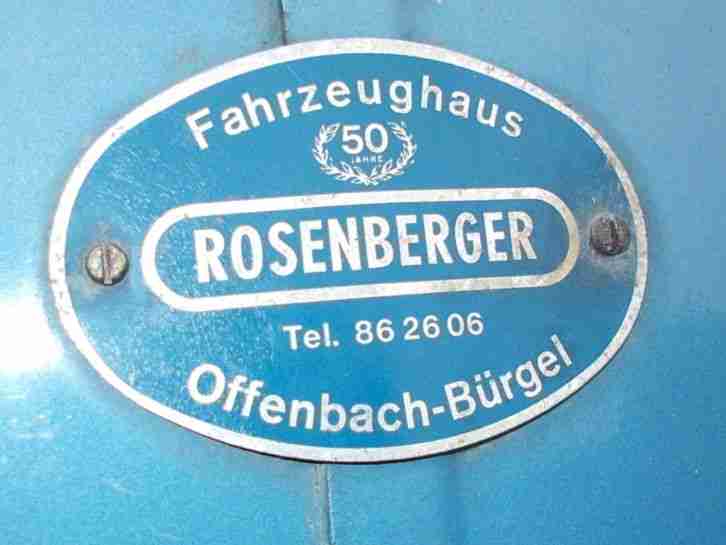 Fahrzeughaus
50
JAHRE
ROSENBERGER
Tel. 86 26 06
Offenbach-Bürgel